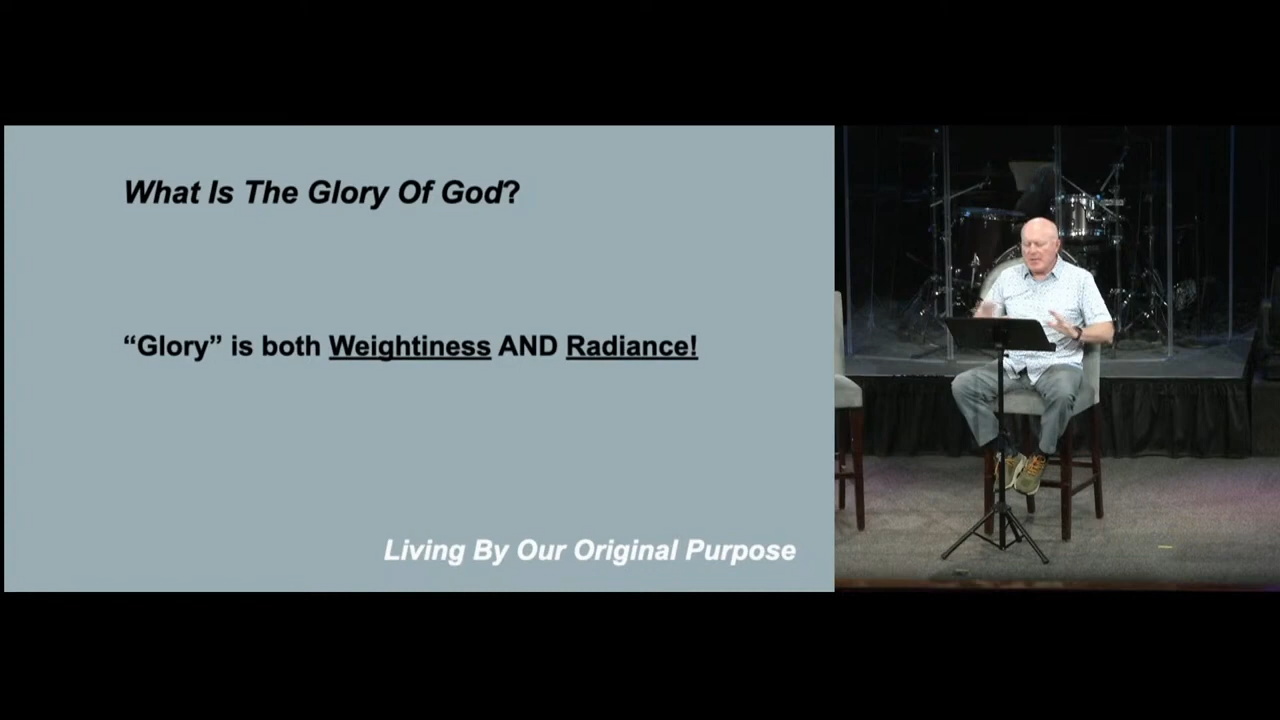 What Is The Glory Of God?
“Glory” is both Weightiness AND Radiance!
Living By Our Original Purpose